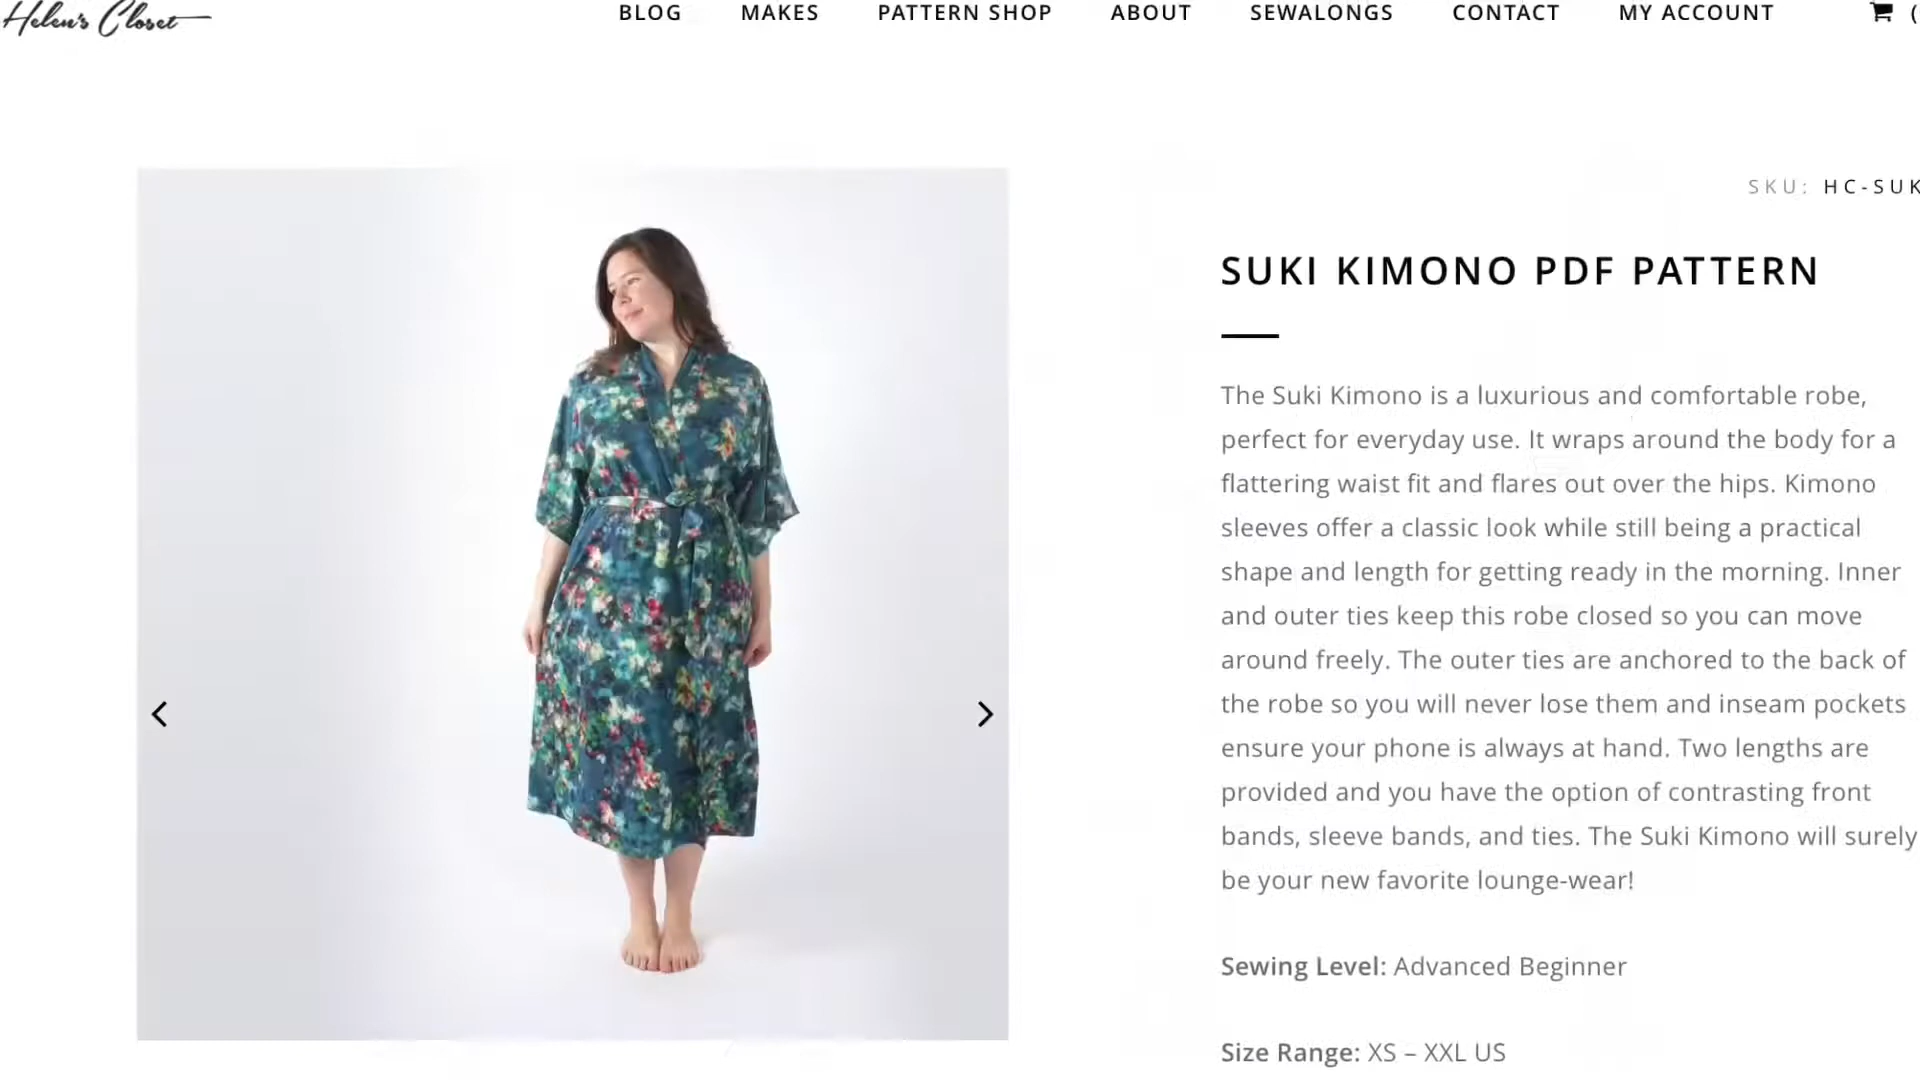 Helen's Closet
BLOG MAKES PATTERN SHOP ABOUT SEWALONGS CONTACT MY ACCOUNT (
SKU: HC-SUK
SUKI KIMONO PDF PATTERN
The Suki Kimono is a luxurious and comfortable robe,
perfect for everyday use. It wraps around the body for a
flattering waist fit and flares out over the hips. Kimono
sleeves offer a classic look while still being a practical
shape and length for getting ready in the morning. Inner
and outer ties keep this robe closed so you can move
around freely. The outer ties are anchored to the back of
the robe so you will never lose them and inseam pockets
ensure your phone is always at hand. Two lengths are
provided and you have the option of contrasting front
bands, sleeve bands, and ties. The Suki Kimono will surely
be your new favorite lounge-wear!
Sewing Level: Advanced Beginner
Size Range: XS – XXL US